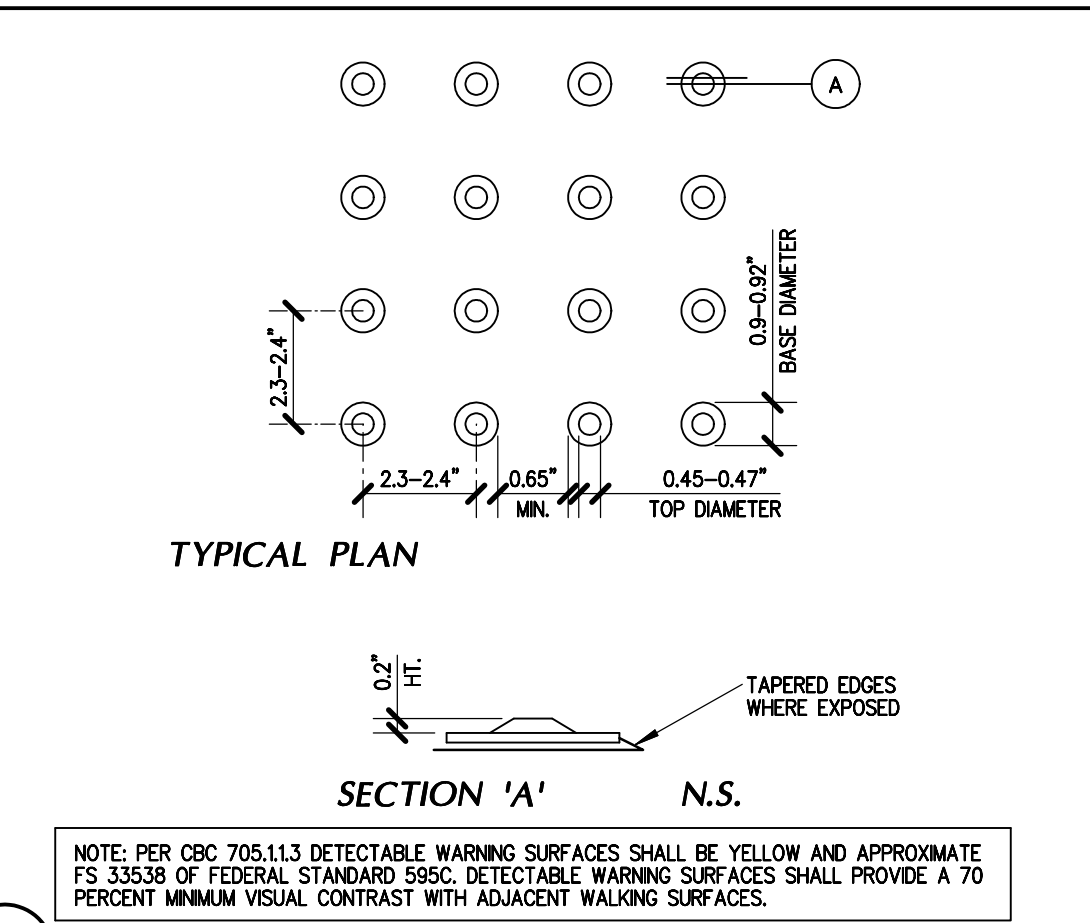 A
0.9–0.92"
BASE DIAMETER
2.3–2.4"
2.3–2.4"
0.65"
MIN.
0.45–0.47"
TOP DIAMETER
TYPICAL PLAN
0.2"
HT.
TAPERED EDGES
WHERE EXPOSED
SECTION 'A'
N.S.
NOTE: PER CBC 705.1.1.3 DETECTABLE WARNING SURFACES SHALL BE YELLOW AND APPROXIMATE
FS 33538 OF FEDERAL STANDARD 595C. DETECTABLE WARNING SURFACES SHALL PROVIDE A 70
PERCENT MINIMUM VISUAL CONTRAST WITH ADJACENT WALKING SURFACES.